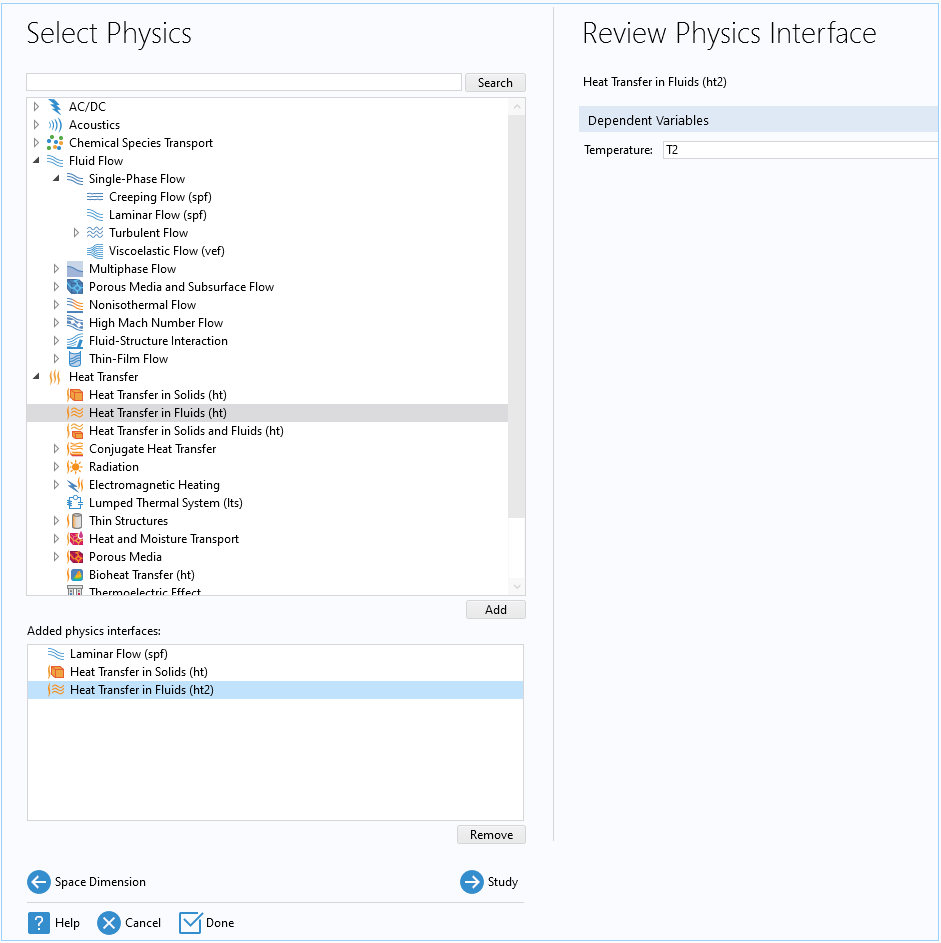 Select Physics
Search
AC/DC
Acoustics
Chemical Species Transport
Fluid Flow
Single-Phase Flow
Creeping Flow (spf)
Laminar Flow (spf)
Turbulent Flow
Viscoelastic Flow (vef)
Multiphase Flow
Porous Media and Subsurface Flow
Nonisothermal Flow
High Mach Number Flow
Fluid-Structure Interaction
Thin-Film Flow
Heat Transfer
Heat Transfer in Solids (ht)
Heat Transfer in Fluids (ht)
Heat Transfer in Solids and Fluids (ht)
Conjugate Heat Transfer
Radiation
Electromagnetic Heating
Lumped Thermal System (lts)
Thin Structures
Heat and Moisture Transport
Porous Media
Bioheat Transfer (ht)
Thermoelectric Effect
Add
Added physics interfaces:
Laminar Flow (spf)
Heat Transfer in Solids (ht)
Heat Transfer in Fluids (ht2)
Remove
Space Dimension
Study
? Help
Cancel
Done
Review Physics Interface
Heat Transfer in Fluids (ht2)
Dependent Variables
Temperature: T2